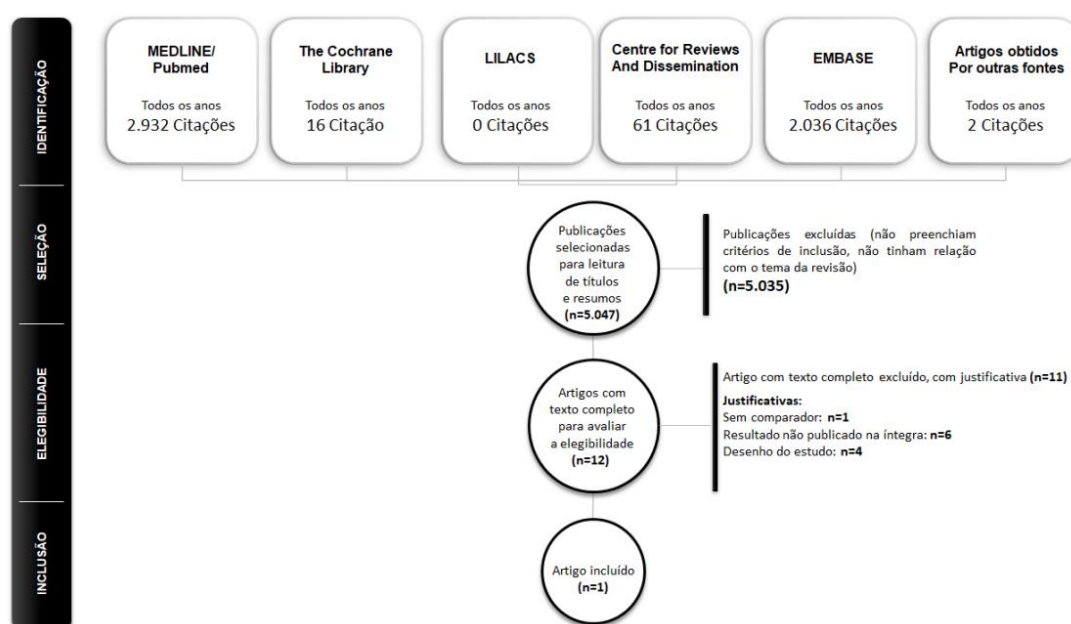 IDENTIFICAÇÃO
MEDLINE/
Pubmed
Todos os anos
2.932 Citações
The Cochrane
Library
Todos os anos
16 Citação
LILACS
Todos os anos
0 Citações
Centre for Reviews
And Dissemination
Todos os anos
61 Citações
EMBASE
Todos os anos
2.036 Citações
Artigos obtidos
Por outras fontes
Todos os anos
2 Citações
SELEÇÃO
Publicações
selecionadas
para leitura
de títulos
e resumos
(n=5.047)
Publicações excluídas (não preenchiam
critérios de inclusão, não tinham relação
com o tema da revisão)
(n=5.035)
ELEGIBILIDADE
Artigos com
texto completo
para avaliar
a elegibilidade
(n=12)
Artigo com texto completo excluído, com justificativa (n=11)
Justificativas:
Sem comparador: n=1
Resultado não publicado na íntegra: n=6
Desenho do estudo: n=4
INCLUSÃO
Artigo incluído
(n=1)